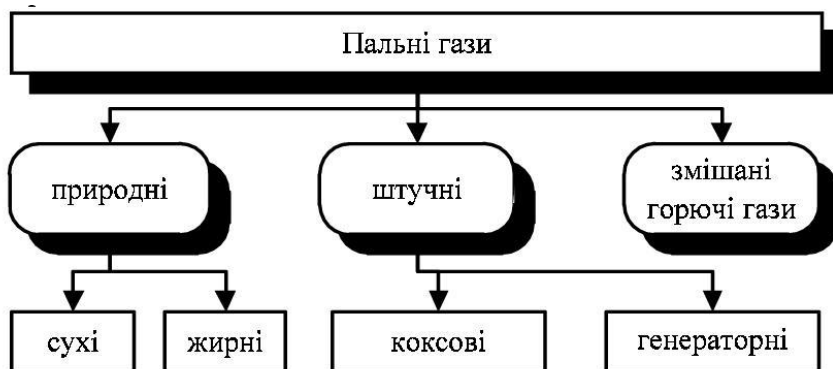 Пальні гази
природні
штучні
змішані
горючі гази
сухі
жирні
коксові
генераторні